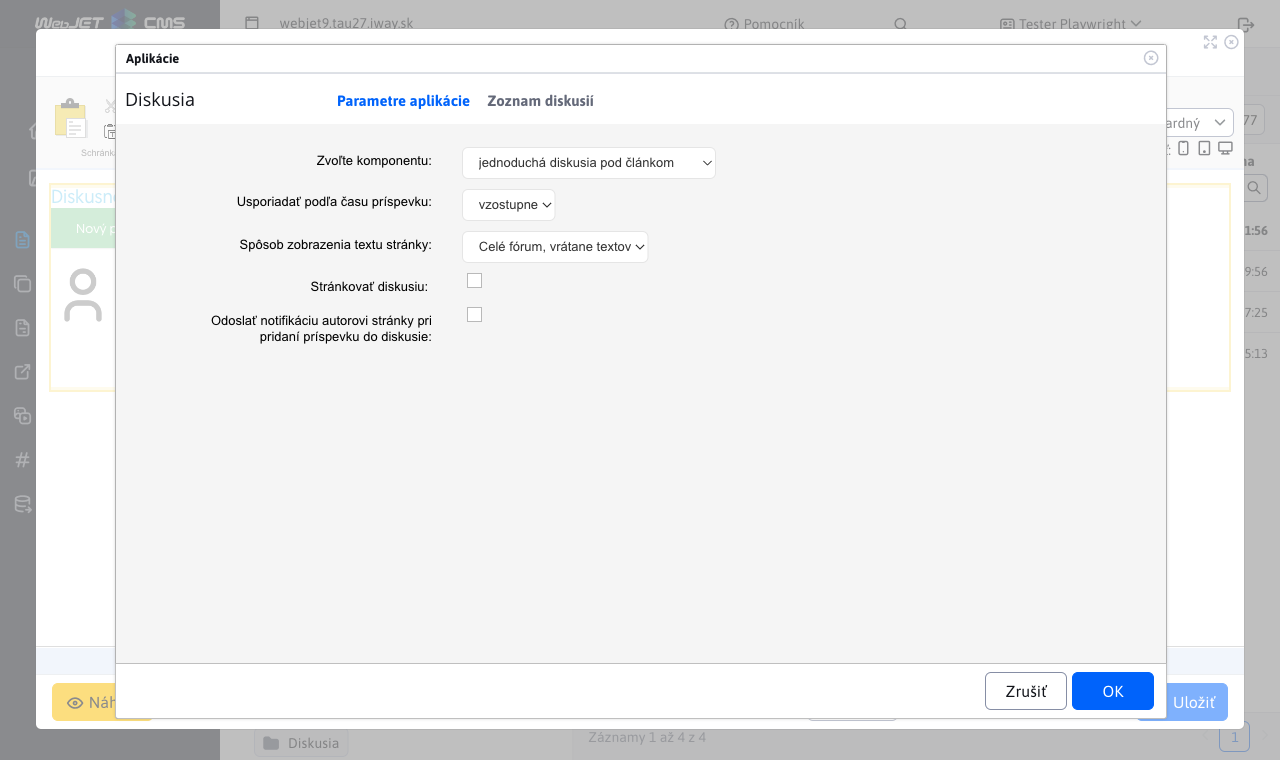 WebJET CMS
webjet9.tau27.iway.sk
Pomocník
Tester Playwright
Aplikácie
Diskusia
Parametre aplikácie
Zoznam diskusií
Schránka
ardný
77
Zvoľte komponentu:
jednoduchá diskusia pod článkom
Usporiadať podľa času príspevku:
vzostupne
Spôsob zobrazenia textu stránky:
Celé fórum, vrátane textov
Stránkovať diskusiu:
Odoslať notifikáciu autorovi stránky pri
pridaní príspevku do diskusie:
Diskusn
Nový p
1:56
9:56
7:25
5:13
Zrušiť
OK
Náh
Uložiť
Diskusia
Záznamy 1 až 4 z 4
1